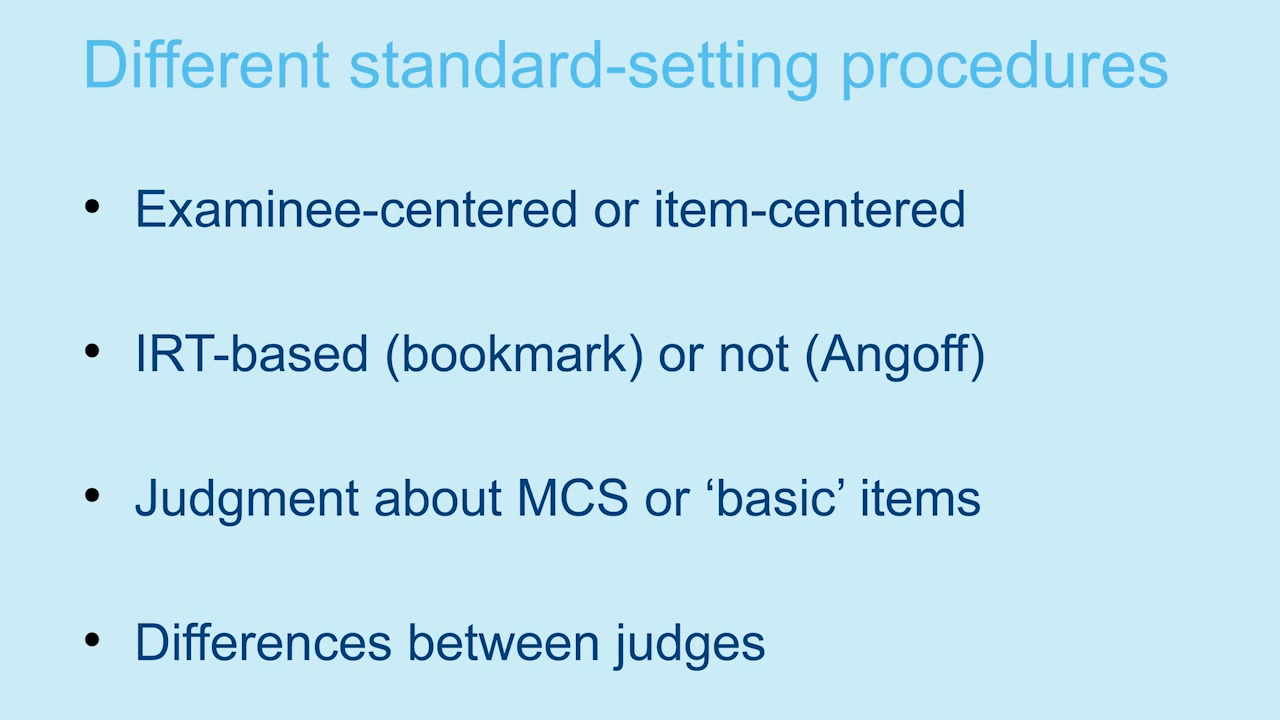 Different standard-setting procedures
• Examinee-centered or item-centered
• IRT-based (bookmark) or not (Angoff)
• Judgment about MCS or ‘basic’ items
• Differences between judges